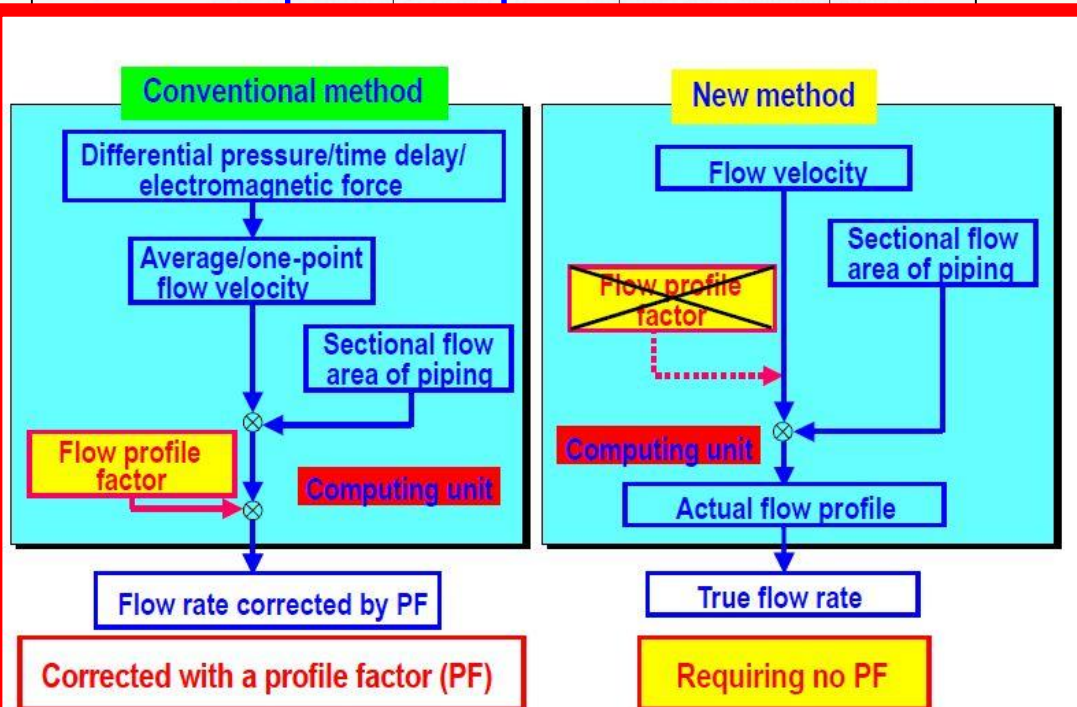 Conventional method
Differential pressure/time delay/
electromagnetic force
Average/one-point
flow velocity
Sectional flow
area of piping
Flow profile
factor
Computing unit
Flow rate corrected by PF
Corrected with a profile factor (PF)
New method
Flow velocity
Sectional flow
area of piping
Flow profile
factor
Computing unit
Actual flow profile
True flow rate
Requiring no PF